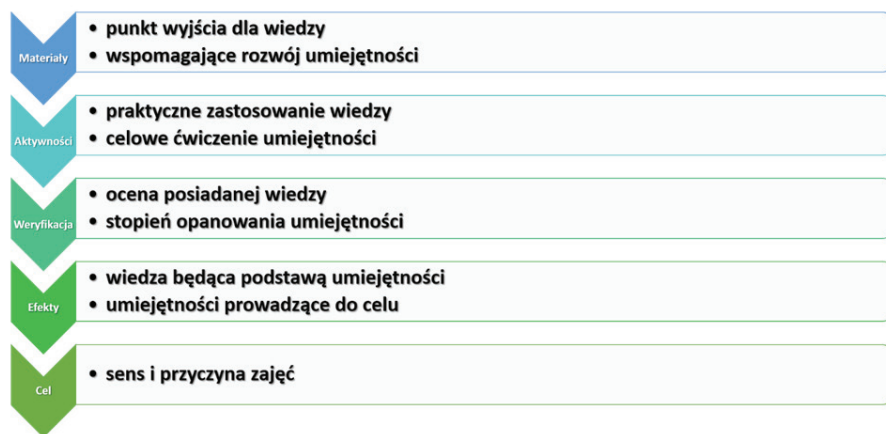 Materiały
• punkt wyjścia dla wiedzy
• wspomagające rozwój umiejętności
Aktywności
• praktyczne zastosowanie wiedzy
• celowe ćwiczenie umiejętności
Weryfikacja
• ocena posiadanej wiedzy
• stopień opanowania umiejętności
Efekty
• wiedza będąca podstawą umiejętności
• umiejętności prowadzące do celu
Cel
• sens i przyczyna zajęć